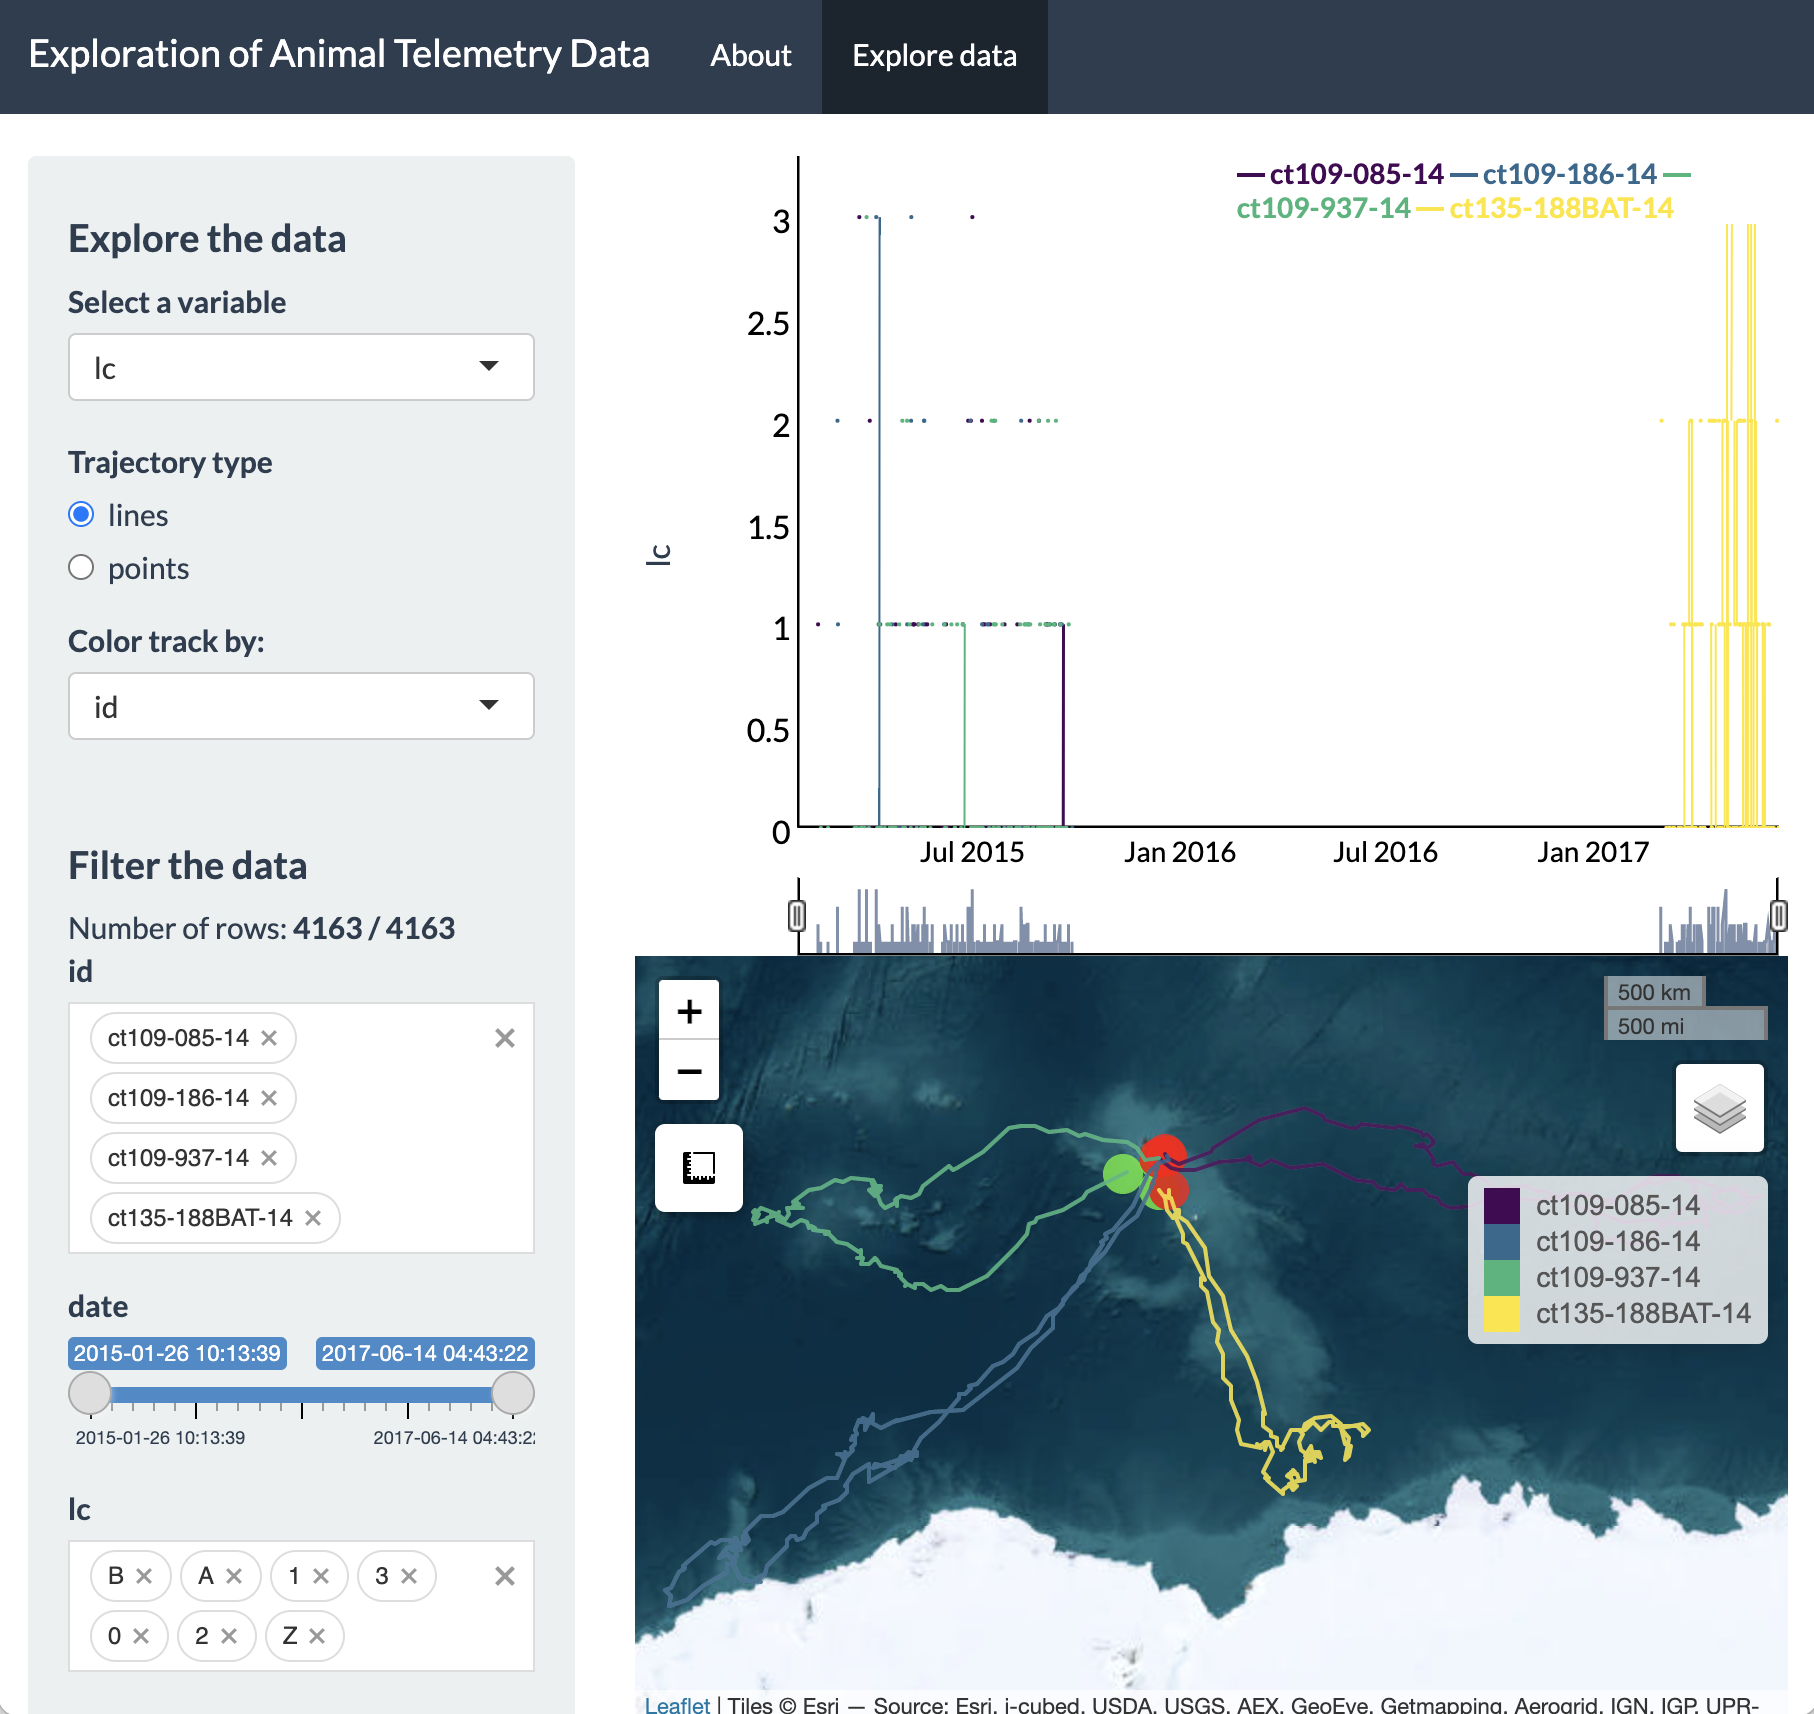 Exploration of Animal Telemetry Data
About
Explore data
Explore the data
Select a variable
lc
Trajectory type
lines
points
Color track by:
id
Filter the data
Number of rows: 4163 / 4163
id
ct109-085-14
ct109-186-14
ct109-937-14
ct135-188BAT-14
date
2015-01-26 10:13:39
2017-06-14 04:43:22
2015-01-26 10:13:39
2017-06-14 04:43:22
lc
B
A
1
3
0
2
Z
ct109-085-14 ct109-186-14
ct109-937-14 ct135-188BAT-14
3
2.5
2
1.5
1
0.5
0
lc
Jul 2015
Jan 2016
Jul 2016
Jan 2017
+
−
500 km
500 mi
ct109-085-14
ct109-186-14
ct109-937-14
ct135-188BAT-14
Leaflet | Tiles © Esri — Source: Esri, i-cubed, USDA, USGS, AEX, GeoEye, Getmapping, Aerogrid, IGN, IGP, UPR-